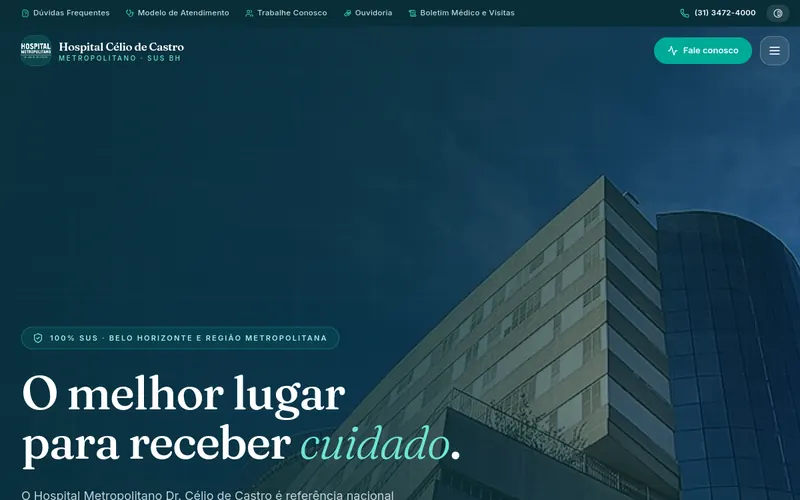 Dúvidas Frequentes
Modelo de Atendimento
Trabalhe Conosco
Ouvidoria
Boletim Médico e Visitas
(31) 3472-4000
HOSPITAL
METROPOLITANO
Hospital Célio de Castro
METROPOLITANO · SUS BH
Fale conosco
100% SUS · BELO HORIZONTE E REGIÃO METROPOLITANA
O melhor lugar
para receber cuidado.
O Hospital Metropolitano Dr. Célio de Castro é referência nacional